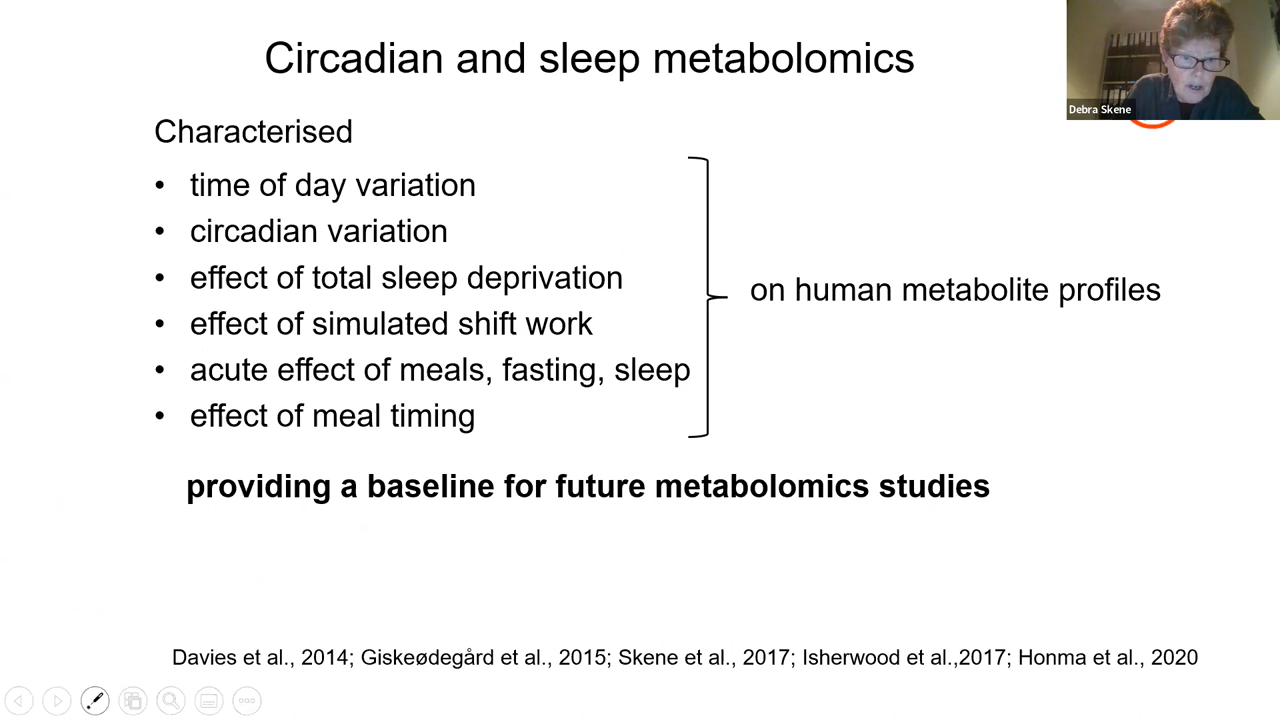 Circadian and sleep metabolomics
Debra Skene
Characterised
• time of day variation
• circadian variation
• effect of total sleep deprivation
• effect of simulated shift work
• acute effect of meals, fasting, sleep
• effect of meal timing
on human metabolite profiles
providing a baseline for future metabolomics studies
Davies et al., 2014; Giskeødegård et al., 2015; Skene et al., 2017; Isherwood et al.,2017; Honma et al., 2020